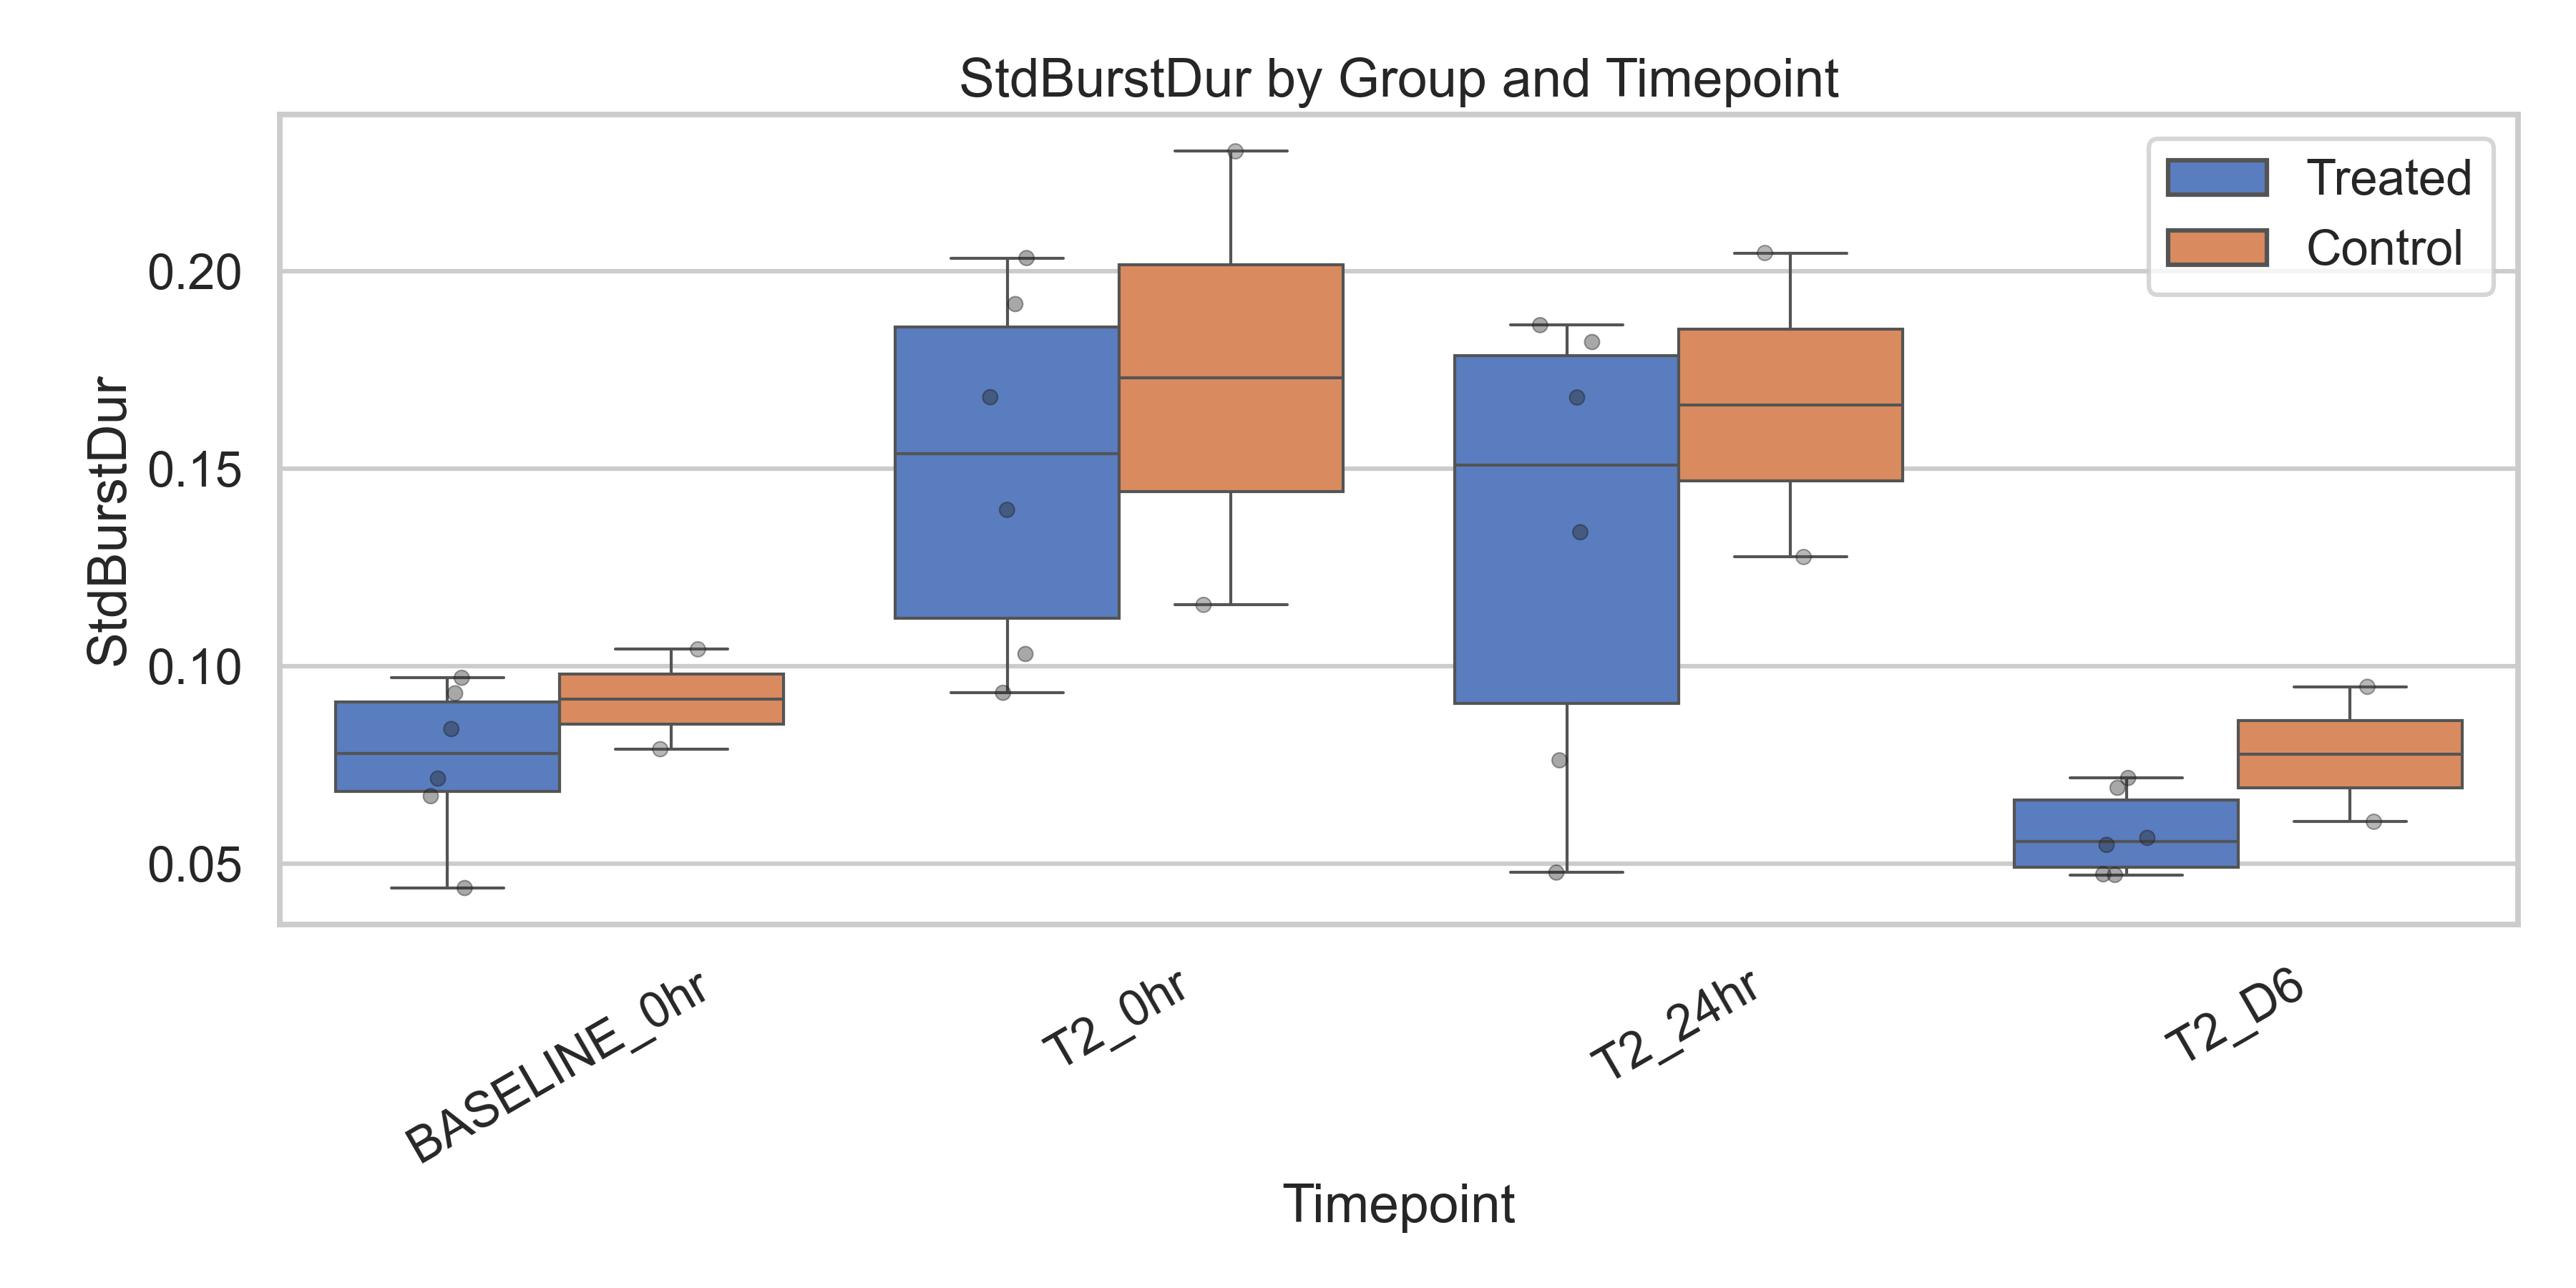 StdBurstDur by Group and Timepoint
Treated
Control
StdBurstDur
0.20
0.15
0.10
0.05
BASELINE_0hr
T2_0hr
T2_24hr
T2_D6
Timepoint